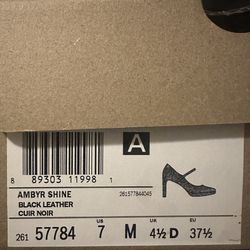 A
8 89303 11998 1
AMBYR SHINE
261577844045
BLACK LEATHER
CUIR NOIR
US UK EU
261 57784 7 M 4½ D 37½